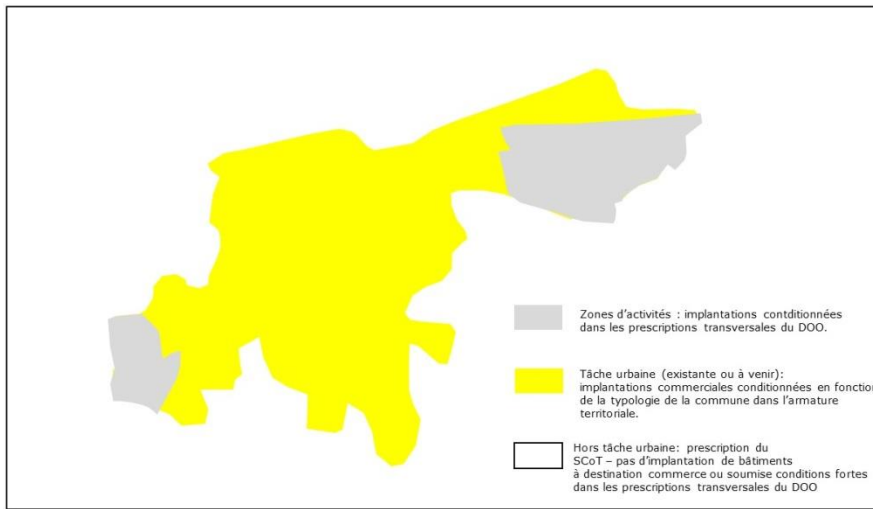 Zones d'activités : implantations contditionnées
dans les prescriptions transversales du DOO.
Tâche urbaine (existante ou à venir):
implantations commerciales conditionnées en fonction
de la typologie de la commune dans l'armature
territoriale.
Hors tâche urbaine: prescription du
SCoT – pas d'implantation de bâtiments
à destination commerce ou soumise conditions fortes
dans les prescriptions transversales du DOO